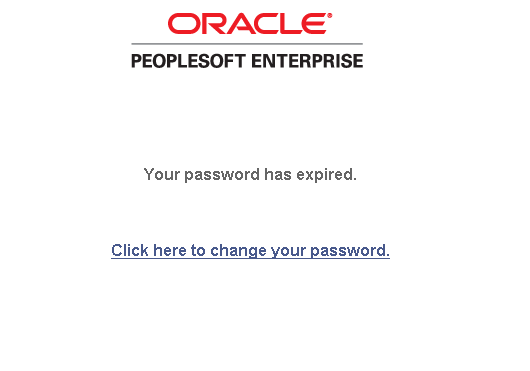 ORACLE®
PEOPLESOFT ENTERPRISE
Your password has expired.
Click here to change your password.